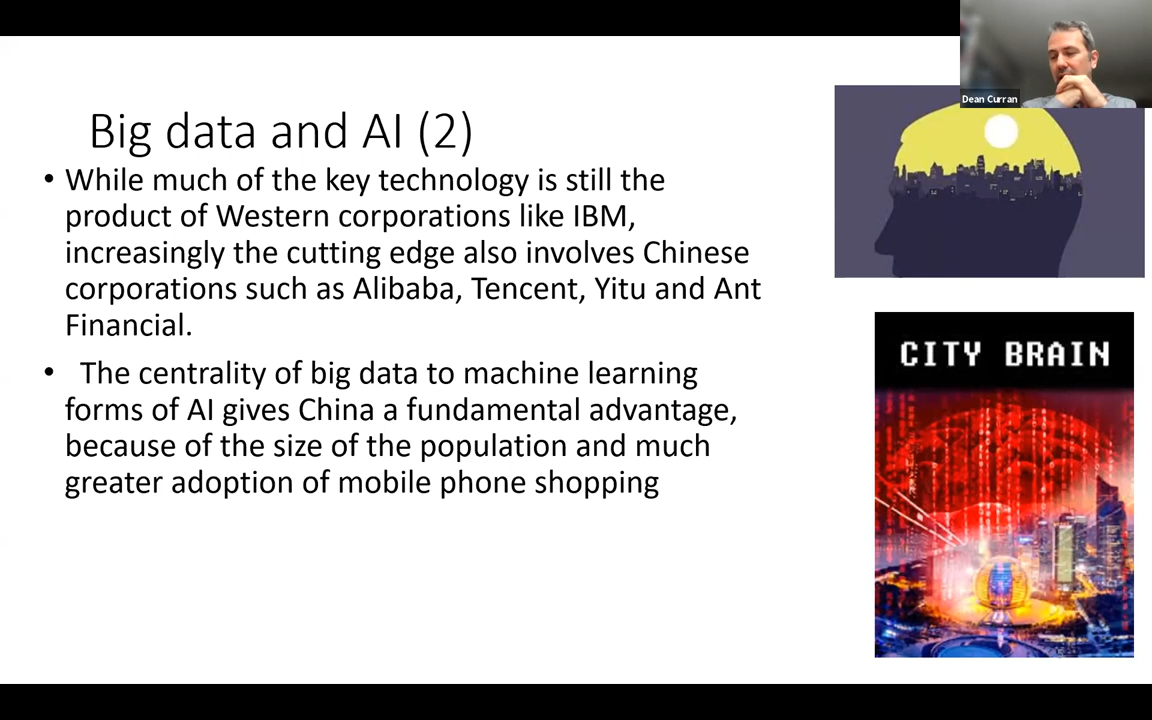 Dean Curran
Big data and AI (2)
• While much of the key technology is still the
product of Western corporations like IBM,
increasingly the cutting edge also involves Chinese
corporations such as Alibaba, Tencent, Yitu and Ant
Financial.
• The centrality of big data to machine learning
forms of AI gives China a fundamental advantage,
because of the size of the population and much
greater adoption of mobile phone shopping
CITY BRAIN